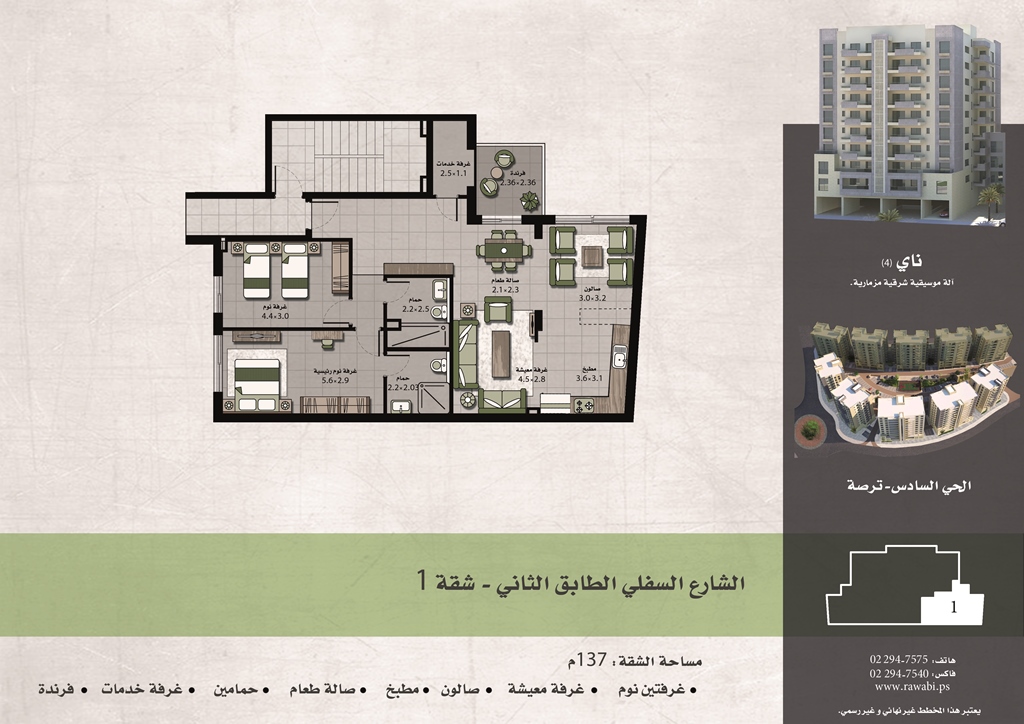 غرفة خدمات
2.5×1.1
فرندة
2.36×2.36
صالة طعام
2.1×2.3
صالون
3.0×3.2
حمام
2.2×2.5
غرفة نوم
4.4×3.0
غرفة نوم رئيسية
5.6×2.9
حمام
2.2×2.03
غرفة معيشة
4.5×2.8
مطبخ
3.6×3.1
ناي (4)
آلة موسيقية شرقية مزمارية.
الحي السادس-ترصة
الشارع السفلي الطابق الثاني - شقة 1
1
مساحة الشقة: 137م
• غرفتين نوم • غرفة معيشة • صالون • مطبخ • صالة طعام • حمامين • غرفة خدمات • فرندة
هاتف: 02 294-7575
فاكس: 02 294-7540
www.rawabi.ps
يعتبر هذا المخطط غير نهائي و غير رسمي.